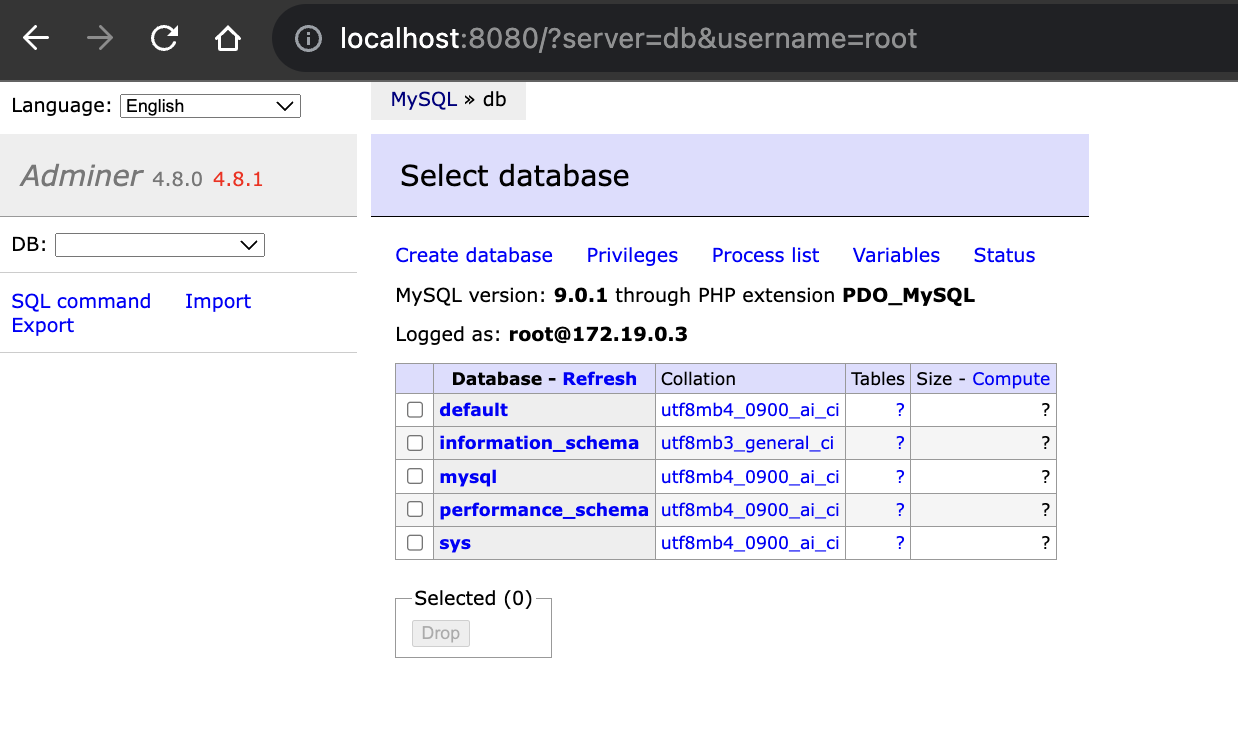 localhost:8080/?server=db&username=root
Language: English
MySQL » db
Adminer 4.8.0 4.8.1
Select database
DB:
SQL command Import
Export
Create database Privileges Process list Variables Status
MySQL version: 9.0.1 through PHP extension PDO_MySQL
Logged as: root@172.19.0.3
Database - Refresh Collation Tables Size - Compute
default utf8mb4_0900_ai_ci ? ?
information_schema utf8mb3_general_ci ? ?
mysql utf8mb4_0900_ai_ci ? ?
performance_schema utf8mb4_0900_ai_ci ? ?
sys utf8mb4_0900_ai_ci ? ?
Selected (0)
Drop